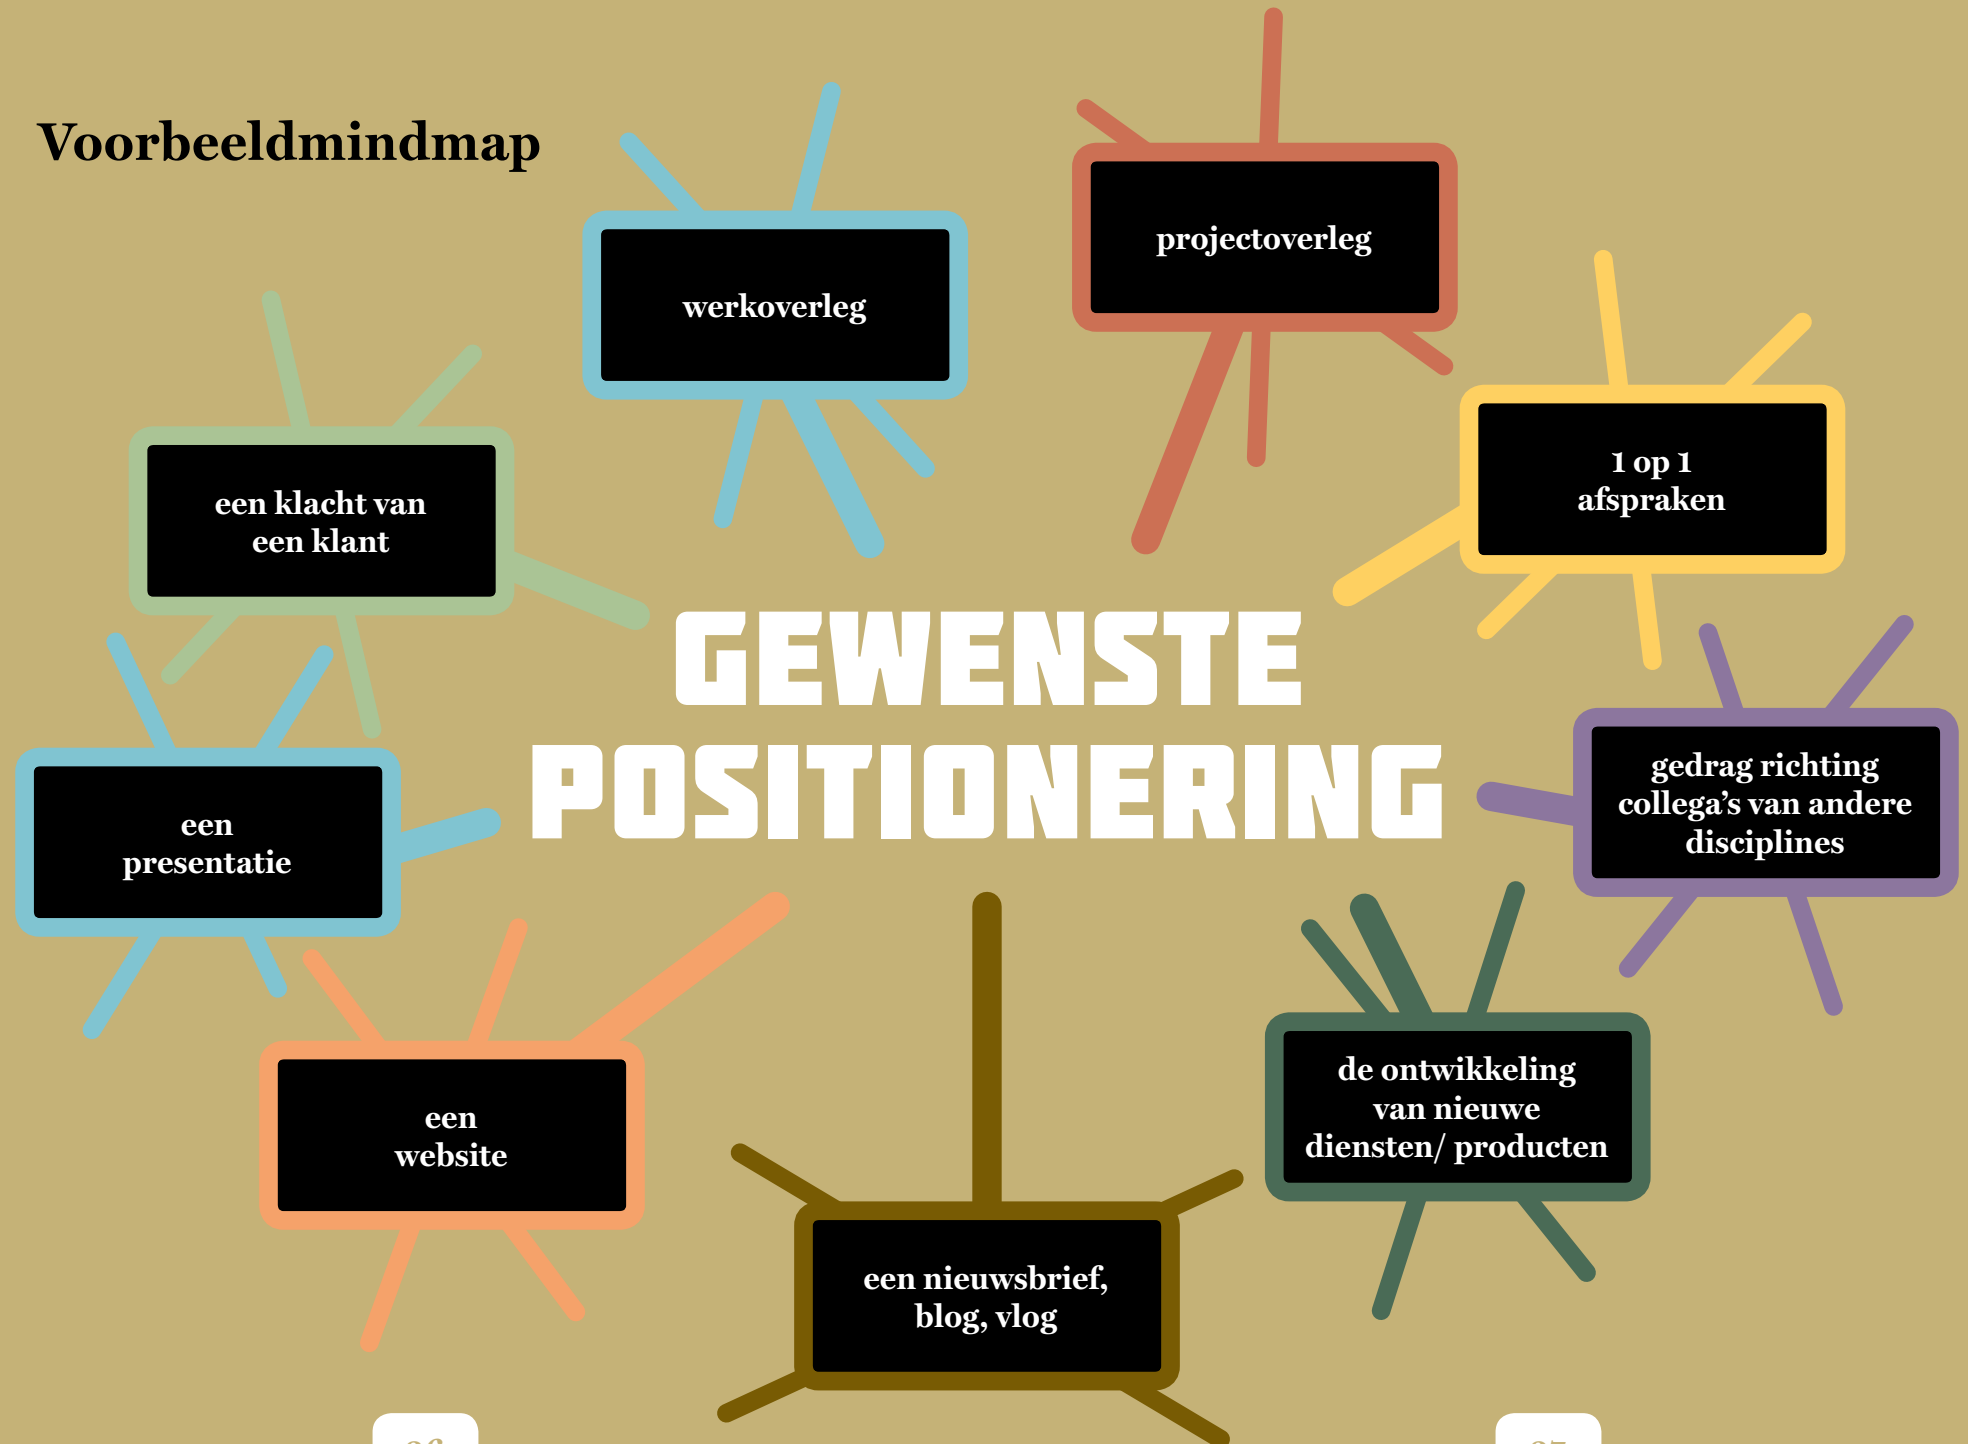 Voorbeeldmindmap
projectoverleg
werkoverleg
1 op 1
afspraken
een klacht van
een klant
GEWENSTE
POSITIONERING
gedrag richting
collega’s van andere
disciplines
een
presentatie
de ontwikkeling
van nieuwe
diensten/ producten
een
website
een nieuwsbrief,
blog, vlog